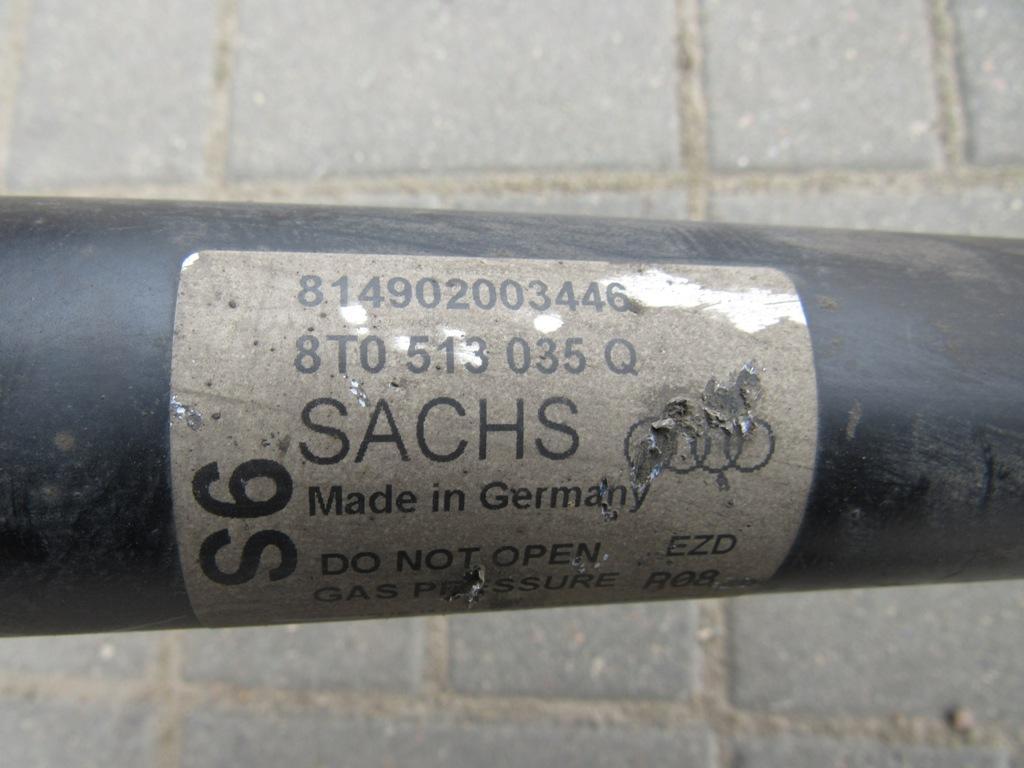 814902003446
8T0 513 035 Q
SACHS
S6
Made in Germany
DO NOT OPEN EZD
GAS PRESSURE R08